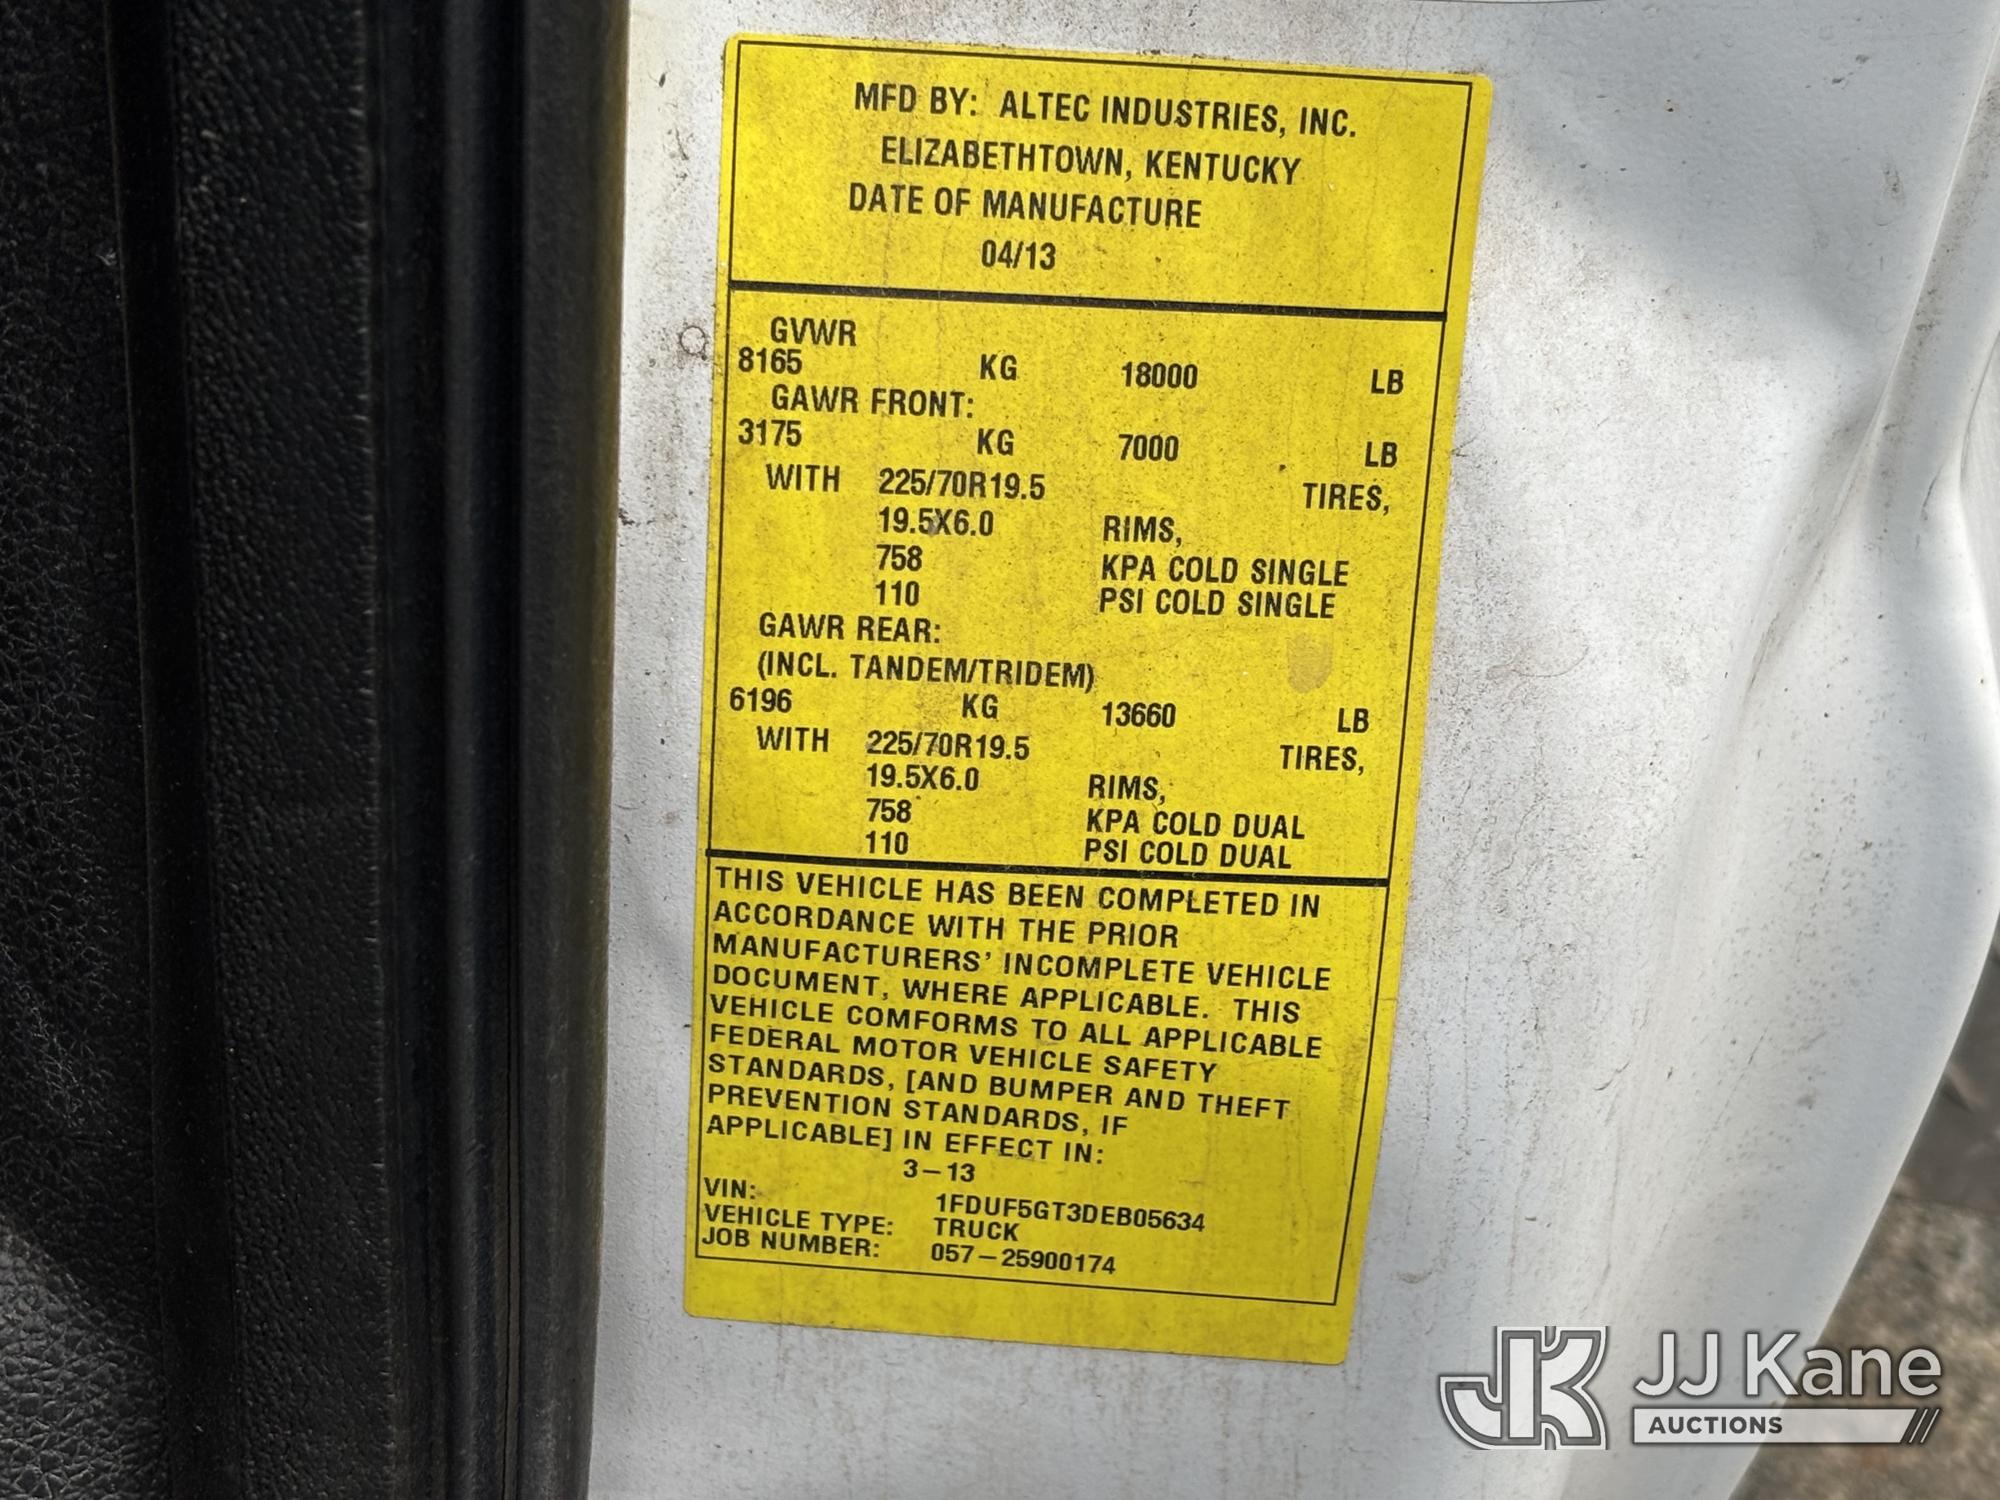 MFD BY: ALTEC INDUSTRIES, INC.
ELIZABETHTOWN, KENTUCKY
DATE OF MANUFACTURE
04/13
GVWR
8165 KG 18000 LB
GAWR FRONT:
3175 KG 7000 LB
WITH 225/70R19.5 TIRES,
19.5X6.0 RIMS,
758 KPA COLD SINGLE
110 PSI COLD SINGLE
GAWR REAR:
(INCL. TANDEM/TRIDEM)
6196 KG 13660 LB
WITH 225/70R19.5 TIRES,
19.5X6.0 RIMS,
758 KPA COLD DUAL
110 PSI COLD DUAL
THIS VEHICLE HAS BEEN COMPLETED IN
ACCORDANCE WITH THE PRIOR
MANUFACTURERS' INCOMPLETE VEHICLE
DOCUMENT, WHERE APPLICABLE. THIS
VEHICLE COMFORMS TO ALL APPLICABLE
FEDERAL MOTOR VEHICLE SAFETY
STANDARDS, [AND BUMPER AND THEFT
PREVENTION STANDARDS, IF
APPLICABLE] IN EFFECT IN:
3-13
VIN: 1FDUF5GT3DEB05634
VEHICLE TYPE: TRUCK
JOB NUMBER: 057-25900174
JK JJ Kane
AUCTIONS